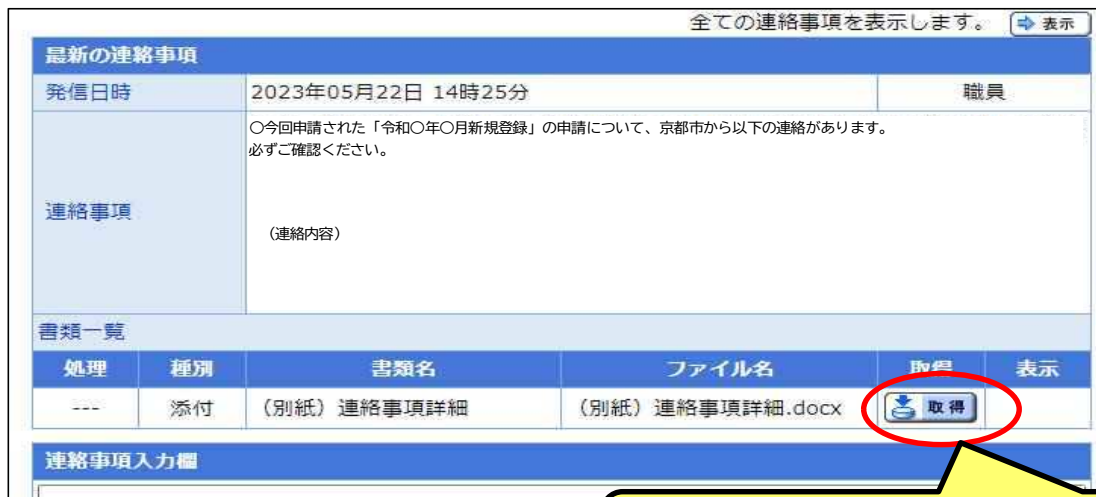 全ての連絡事項を表示します。 表示
最新の連絡事項
発信日時 2023年05月22日 14時25分 職員
〇今回申請された「令和〇年〇月新規登録」の申請について、京都市から以下の連絡があります。
必ずご確認ください。
連絡事項
（連絡内容）
書類一覧
処理 種別 書類名 ファイル名 取得 表示
--- 添付 （別紙）連絡事項詳細 （別紙）連絡事項詳細.docx 取得
連絡事項入力欄